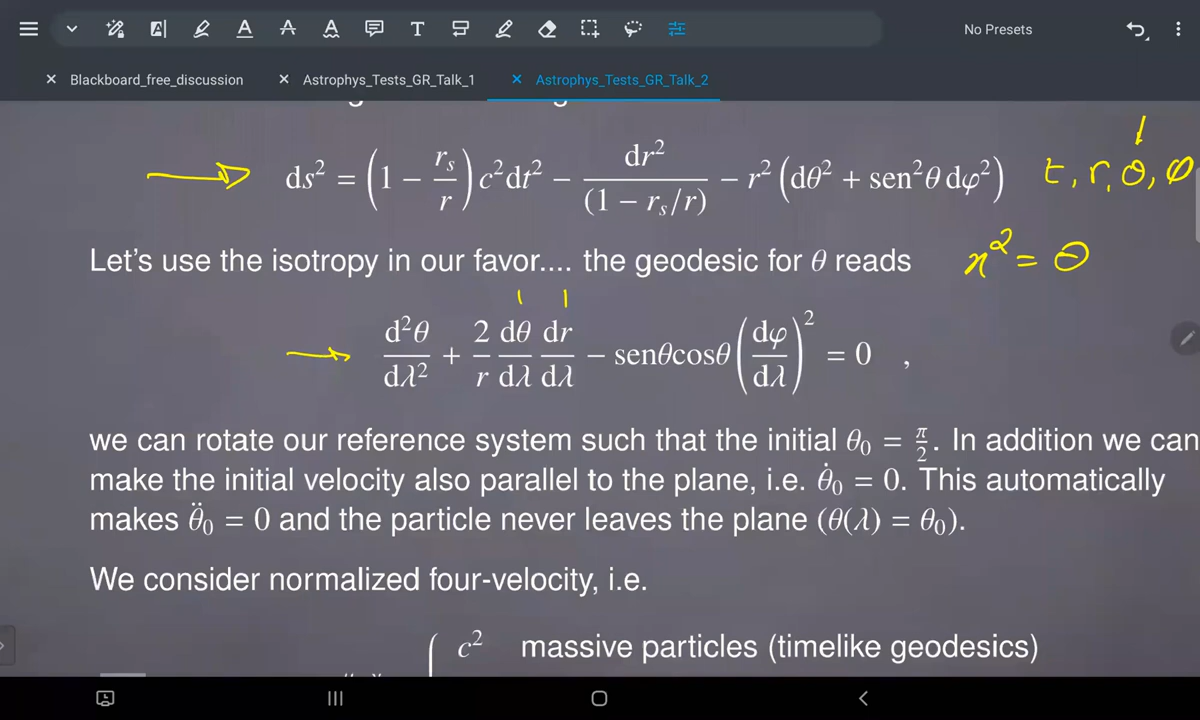 No Presets
Blackboard_free_discussion Astrophys_Tests_GR_Talk_1 Astrophys_Tests_GR_Talk_2
ds² = (1 − r_s/r) c²dt² − dr²/(1 − r_s/r) − r² (dθ² + sen²θ dφ²) t, r, θ, φ
Let's use the isotropy in our favor.... the geodesic for θ reads x² = θ
d²θ/dλ² + 2/r dθ/dλ dr/dλ − senθcosθ (dφ/dλ)² = 0 ,
we can rotate our reference system such that the initial θ₀ = π/2. In addition we can
make the initial velocity also parallel to the plane, i.e. θ̇₀ = 0. This automatically
makes θ̈₀ = 0 and the particle never leaves the plane (θ(λ) = θ₀).
We consider normalized four-velocity, i.e.
c² massive particles (timelike geodesics)